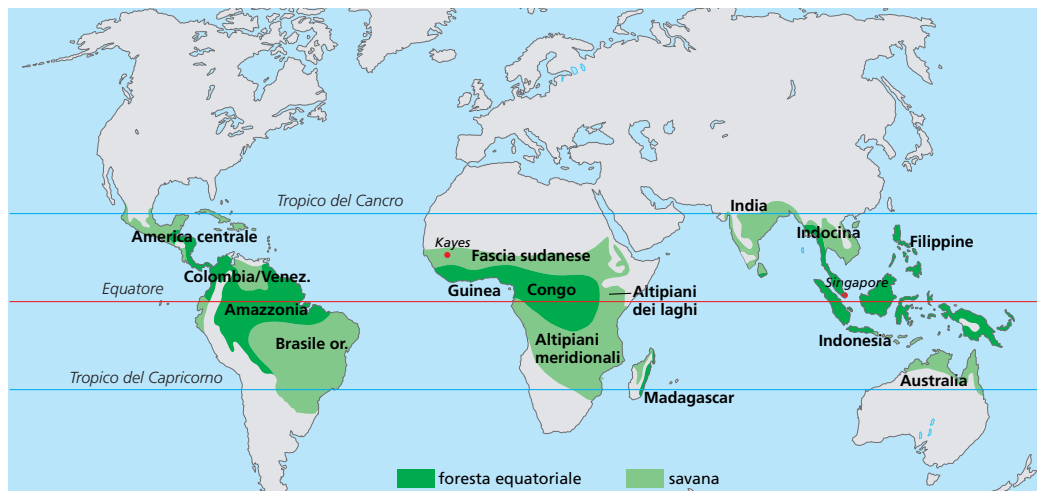 Tropico del Cancro
India
America centrale
Kayes
Fascia sudanese
Indocina
Filippine
Colombia/Venez.
Equatore
Guinea
Congo
Altipiani
dei laghi
Singapore
Amazzonia
Brasile or.
Altipiani
meridionali
Indonesia
Tropico del Capricorno
Madagascar
Australia
foresta equatoriale
savana